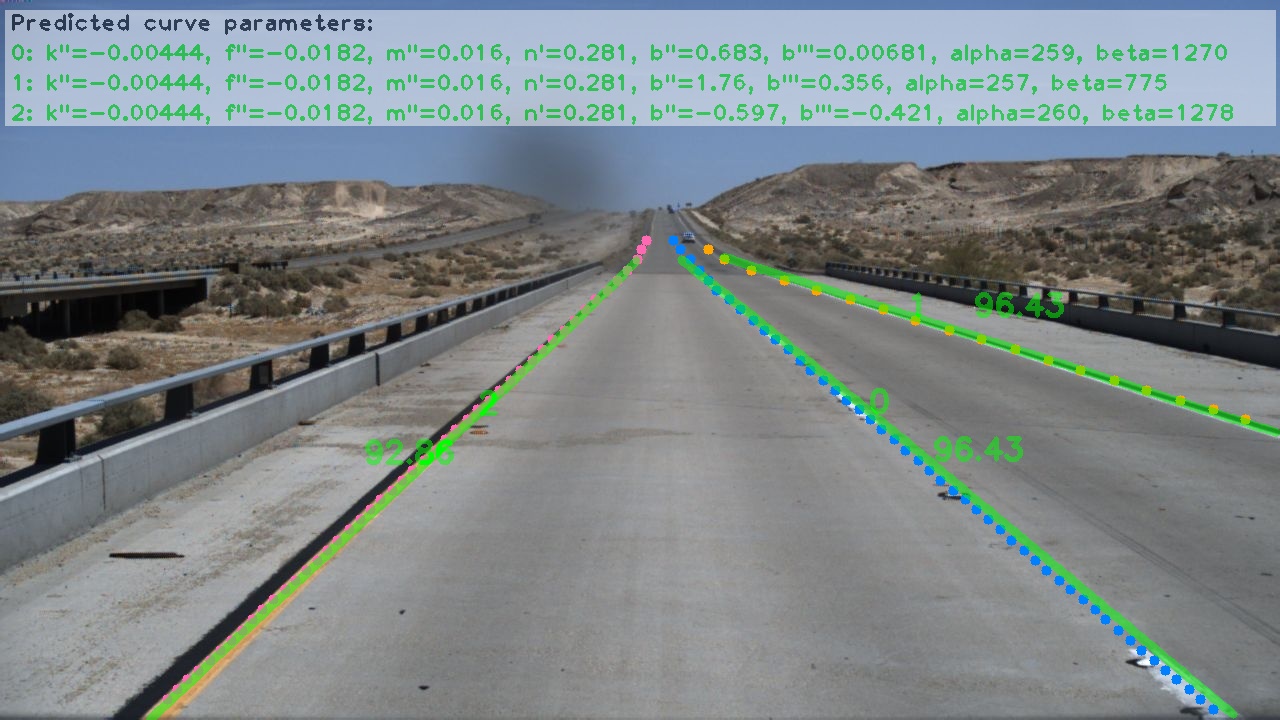 Predicted curve parameters:
0: k''=-0.00444, f''=-0.0182, m''=0.016, n'=0.281, b''=0.683, b'''=0.00681, alpha=259, beta=1270
1: k''=-0.00444, f''=-0.0182, m''=0.016, n'=0.281, b''=1.76, b'''=0.356, alpha=257, beta=775
2: k''=-0.00444, f''=-0.0182, m''=0.016, n'=0.281, b''=-0.597, b'''=-0.421, alpha=260, beta=1278
1 96.43
2 0
92.86 96.43